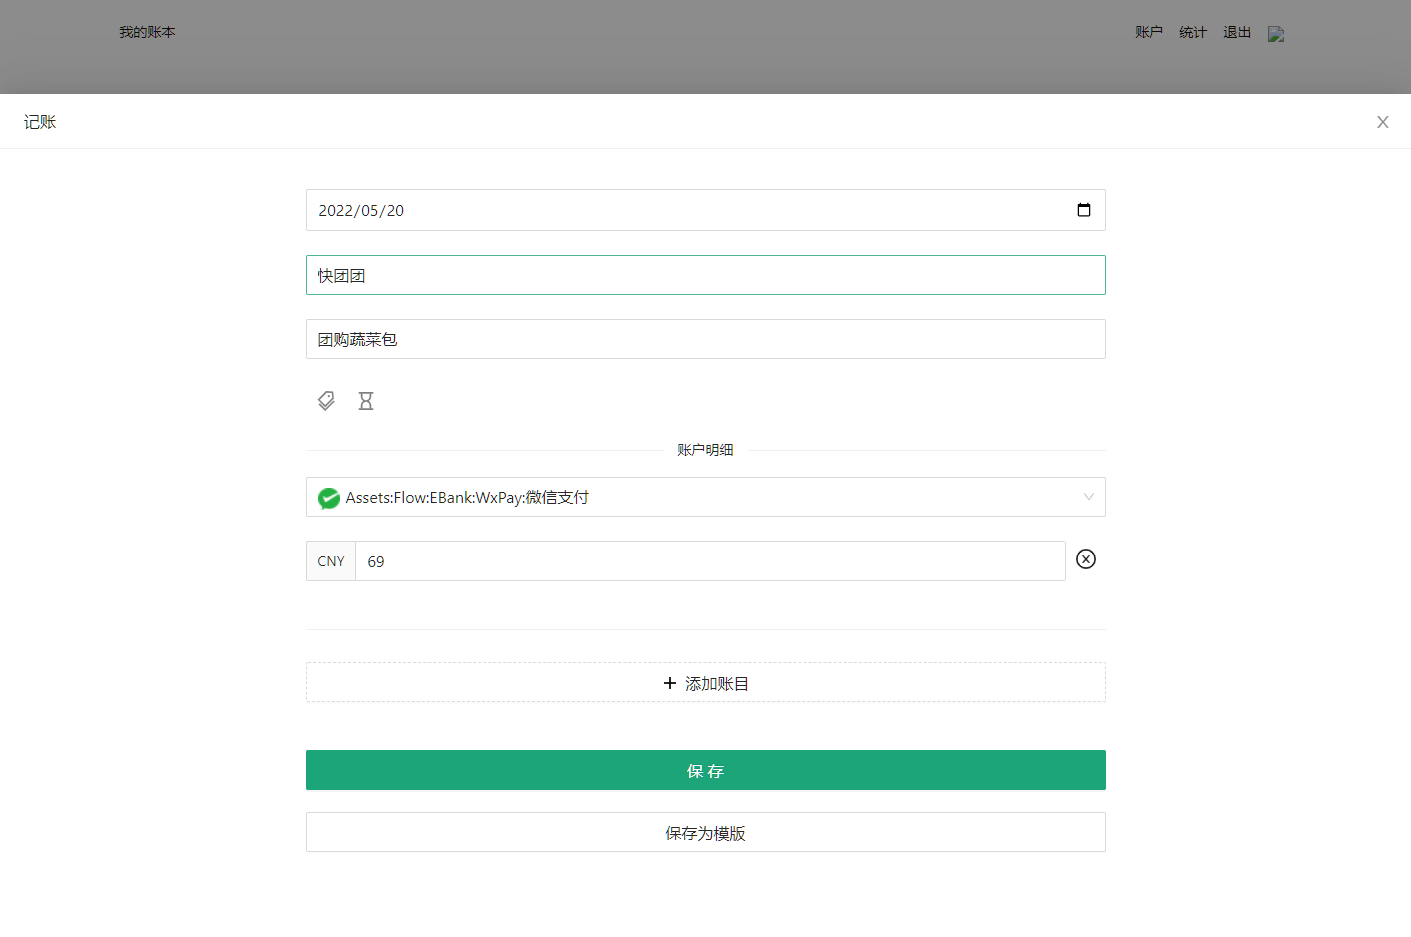 我的账本
账户 统计 退出
记账
2022/05/20
快团团
团购蔬菜包
账户明细
Assets:Flow:EBank:WxPay:微信支付
CNY 69
添加账目
保存
保存为模版